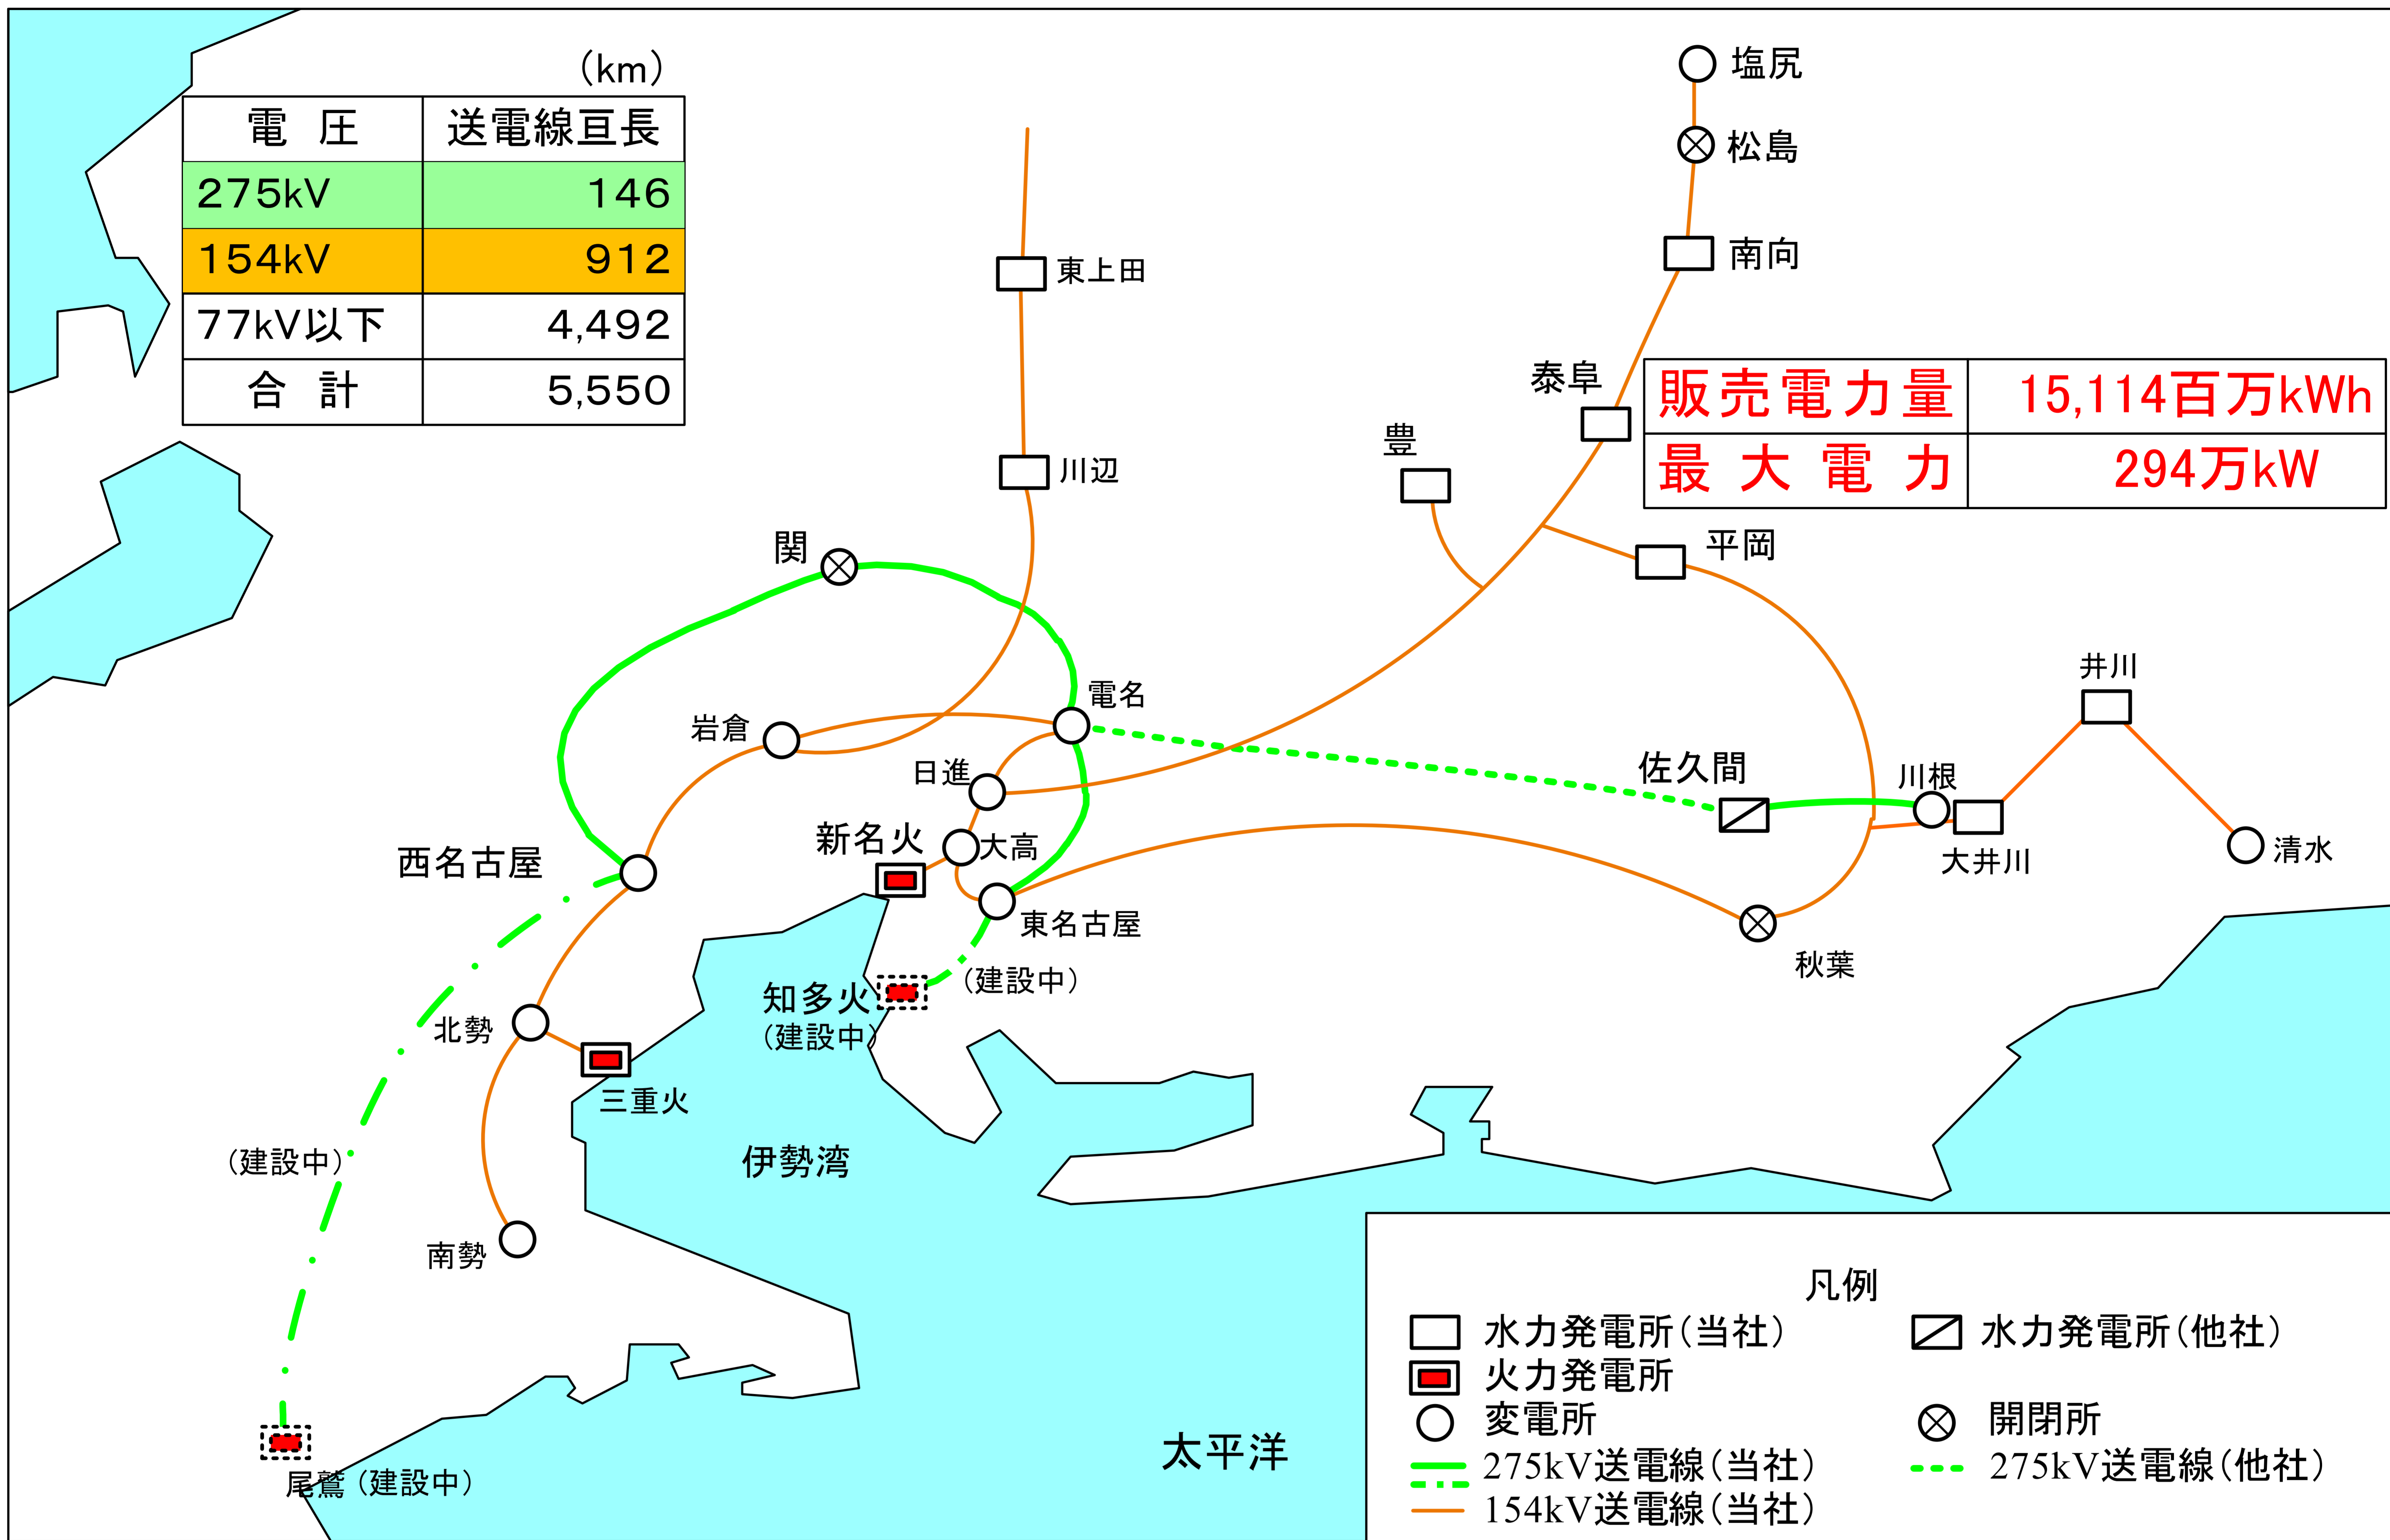 (km)
電 圧 送電線亘長
275kV 146
154kV 912
77kV以下 4,492
合 計 5,550
塩尻
松島
南向
東上田
泰阜
販売電力量 15,114百万kWh
最大電力 294万kW
豊
川辺
関
平岡
井川
電名
岩倉
日進
佐久間
川根
新名火
大高
西名古屋
大井川
清水
東名古屋
秋葉
(建設中)
知多火
(建設中)
北勢
三重火
(建設中)
伊勢湾
南勢
凡例
水力発電所(当社) 水力発電所(他社)
火力発電所
変電所 開閉所
275kV送電線(当社) 275kV送電線(他社)
154kV送電線(当社)
太平洋
尾鷲(建設中)